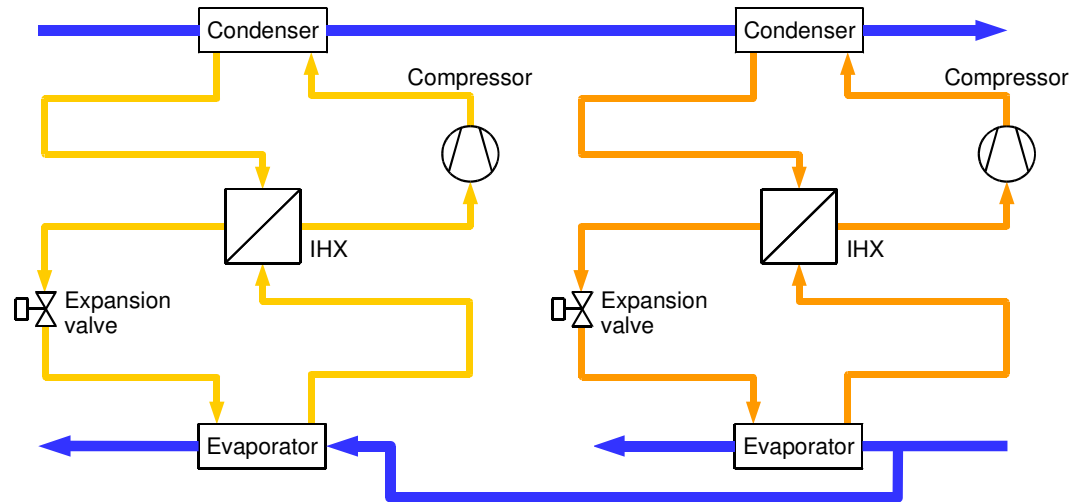 Condenser
Condenser
Compressor
Compressor
IHX
IHX
Expansion
valve
Expansion
valve
Evaporator
Evaporator